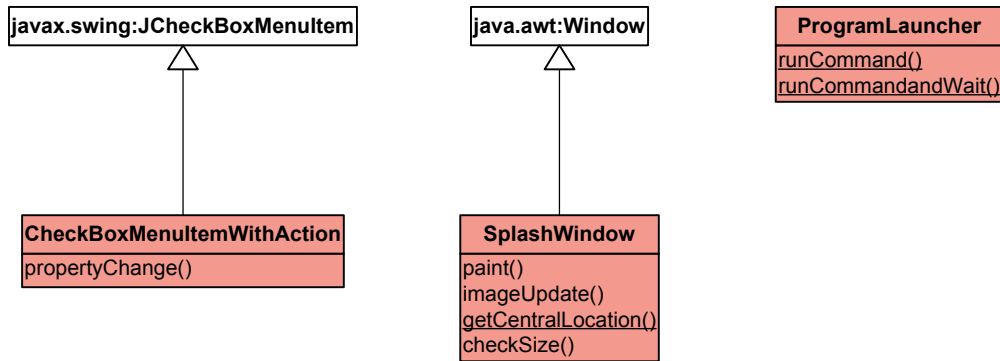 javax.swing:JCheckBoxMenuItem
java.awt:Window
ProgramLauncher
runCommand()
runCommandandWait()
CheckBoxMenuItemWithAction
propertyChange()
SplashWindow
paint()
imageUpdate()
getCentralLocation()
checkSize()